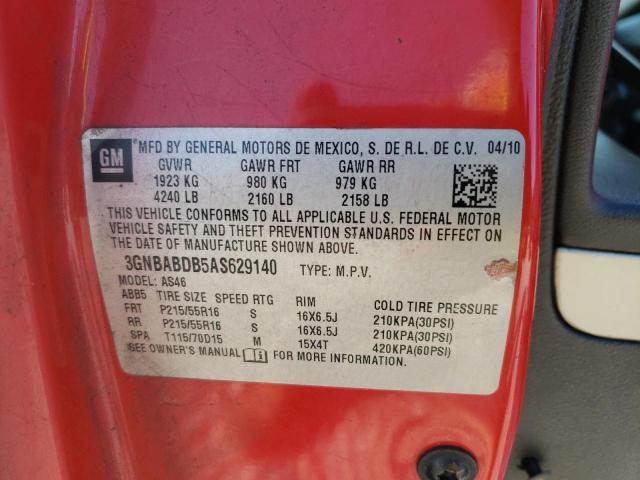 GM
*MFD BY GENERAL MOTORS DE MEXICO, S. DE R.L. DE C.V. 04/10
GVWR GAWR FRT GAWR RR
1923 KG 980 KG 979 KG
4240 LB 2160 LB 2158 LB
THIS VEHICLE CONFORMS TO ALL APPLICABLE U.S. FEDERAL MOTOR
VEHICLE SAFETY AND THEFT PREVENTION STANDARDS IN EFFECT ON
THE DATE OF MANUFACTURE SHOWN ABOVE.
3GNBABDB5AS629140 TYPE: M.P.V.
MODEL: AS46
ABB5 TIRE SIZE SPEED RTG RIM COLD TIRE PRESSURE
FRT P215/55R16 S 16X6.5J 210KPA(30PSI)
RR P215/55R16 S 16X6.5J 210KPA(30PSI)
SPA T115/70D15 M 15X4T 420KPA(60PSI)
SEE OWNER'S MANUAL FOR MORE INFORMATION.